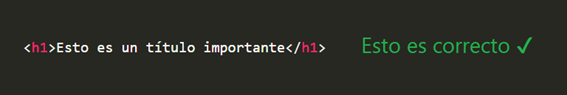 <h1>Esto es un título importante</h1> Esto es correcto ✓